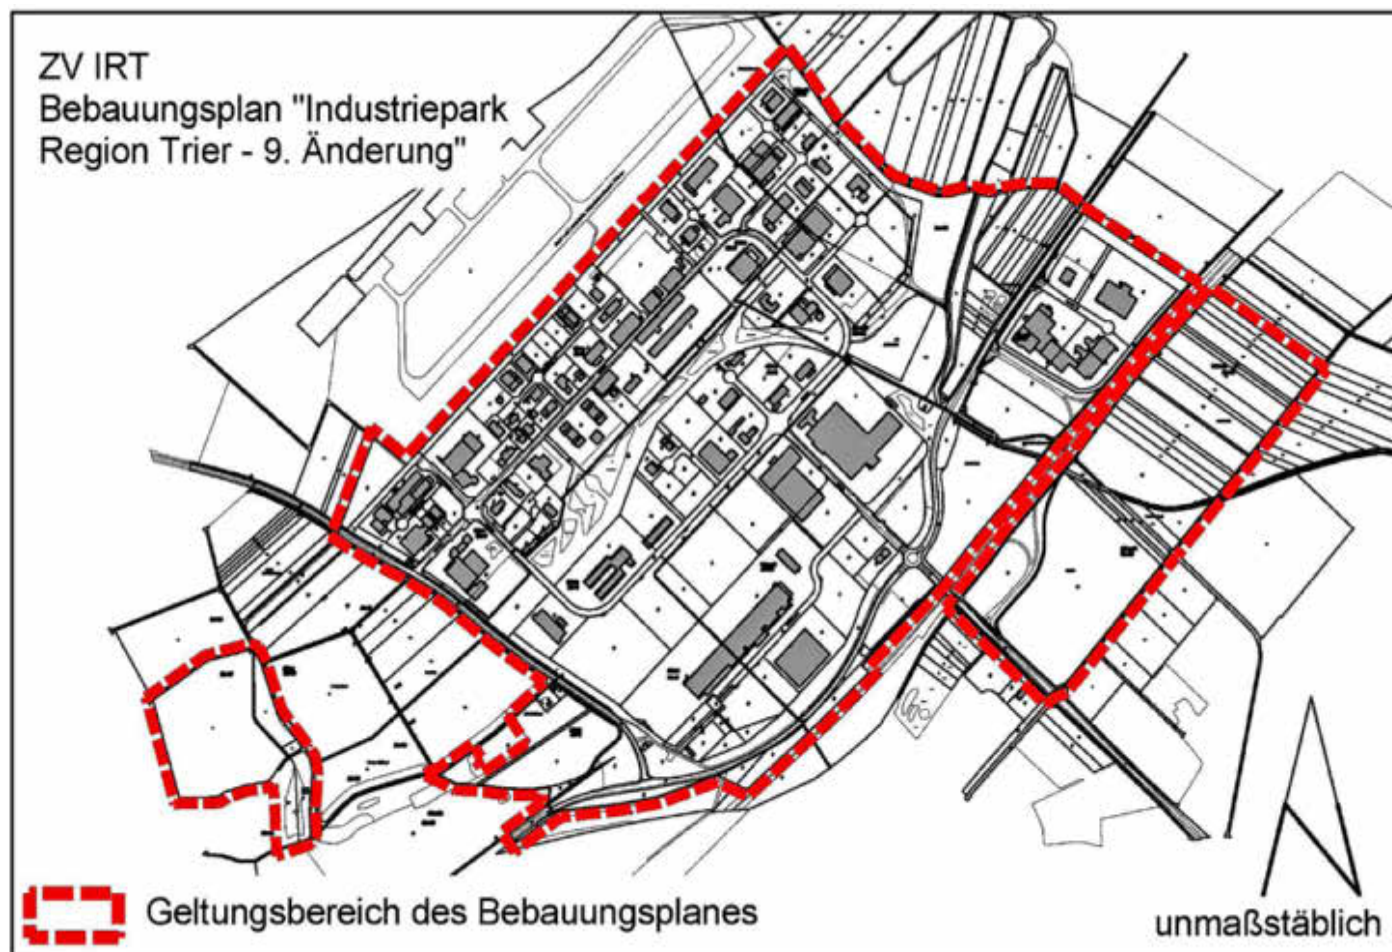 ZV IRT
Bebauungsplan "Industriepark
Region Trier - 9. Änderung"
Geltungsbereich des Bebauungsplanes
unmaßstäblich